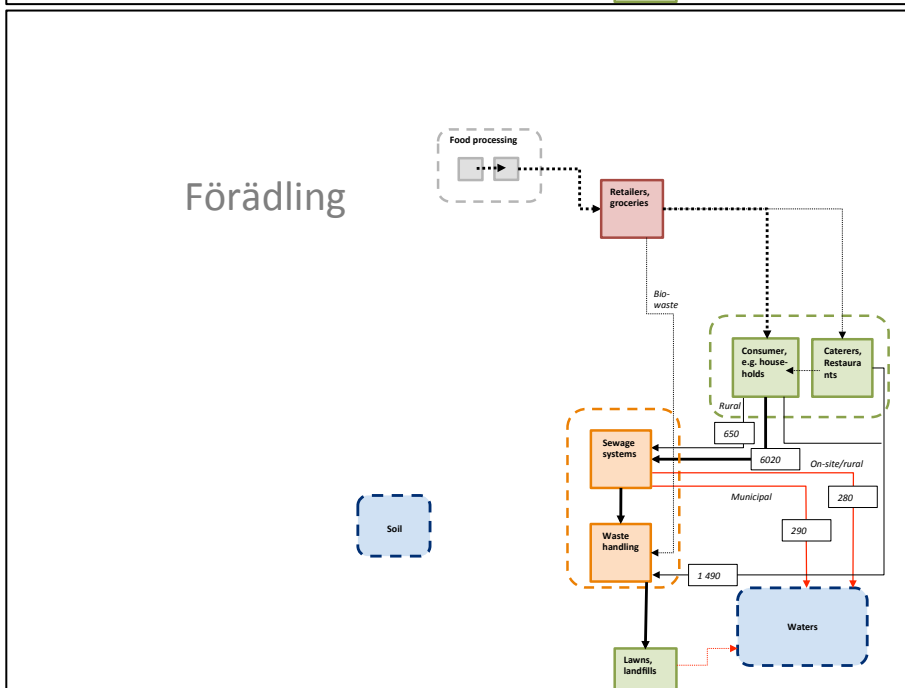 Food processing
Förädling
Retailers,
groceries
Bio-
waste
Consumer,
e.g. house-
holds
Caterers,
Restaura
nts
Rural
650
Sewage
systems
6020
On-site/rural
Municipal
280
290
Soil
Waste
handling
1 490
Waters
Lawns,
landfills